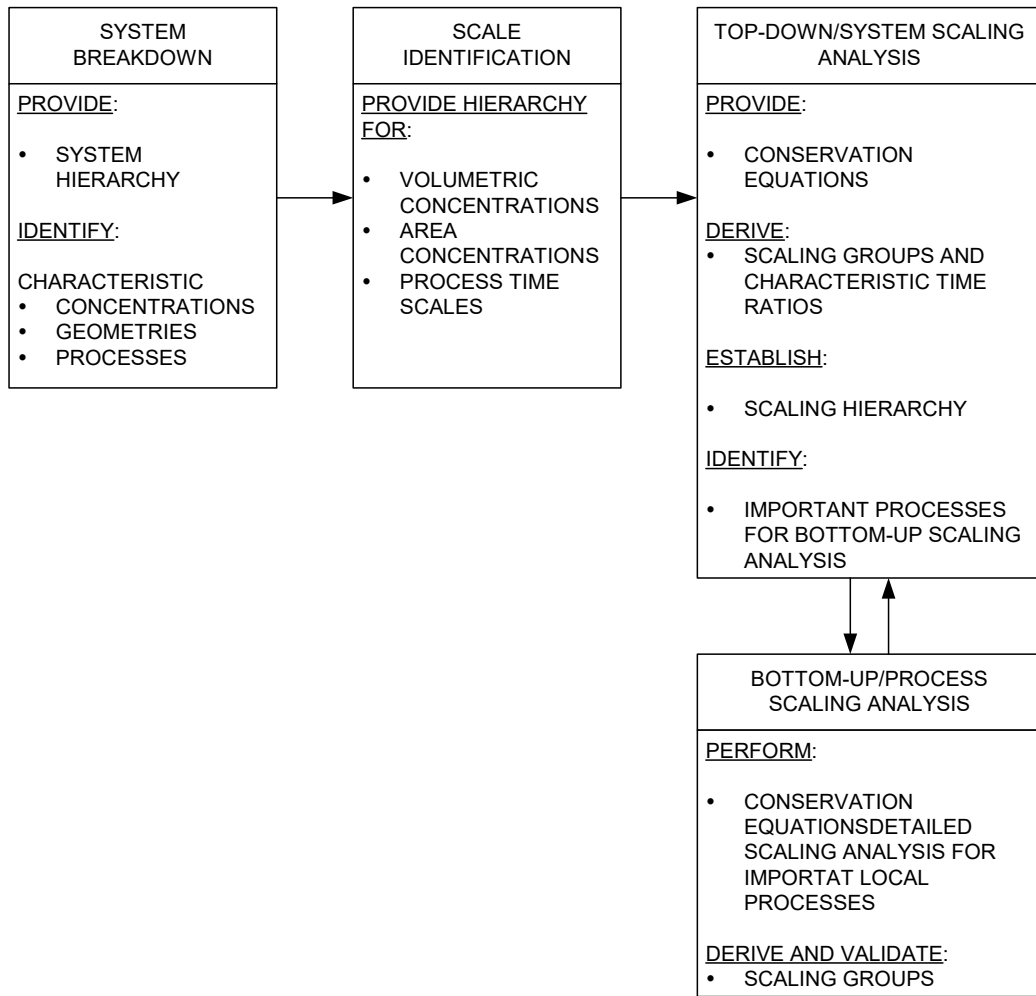 SYSTEM
BREAKDOWN
PROVIDE:
• SYSTEM
HIERARCHY
IDENTIFY:
CHARACTERISTIC
• CONCENTRATIONS
• GEOMETRIES
• PROCESSES
SCALE
IDENTIFICATION
PROVIDE HIERARCHY
FOR:
• VOLUMETRIC
CONCENTRATIONS
• AREA
CONCENTRATIONS
• PROCESS TIME
SCALES
TOP-DOWN/SYSTEM SCALING
ANALYSIS
PROVIDE:
• CONSERVATION
EQUATIONS
DERIVE:
• SCALING GROUPS AND
CHARACTERISTIC TIME
RATIOS
ESTABLISH:
• SCALING HIERARCHY
IDENTIFY:
• IMPORTANT PROCESSES
FOR BOTTOM-UP SCALING
ANALYSIS
BOTTOM-UP/PROCESS
SCALING ANALYSIS
PERFORM:
• CONSERVATION
EQUATIONSDETAILED
SCALING ANALYSIS FOR
IMPORTAT LOCAL
PROCESSES
DERIVE AND VALIDATE:
• SCALING GROUPS